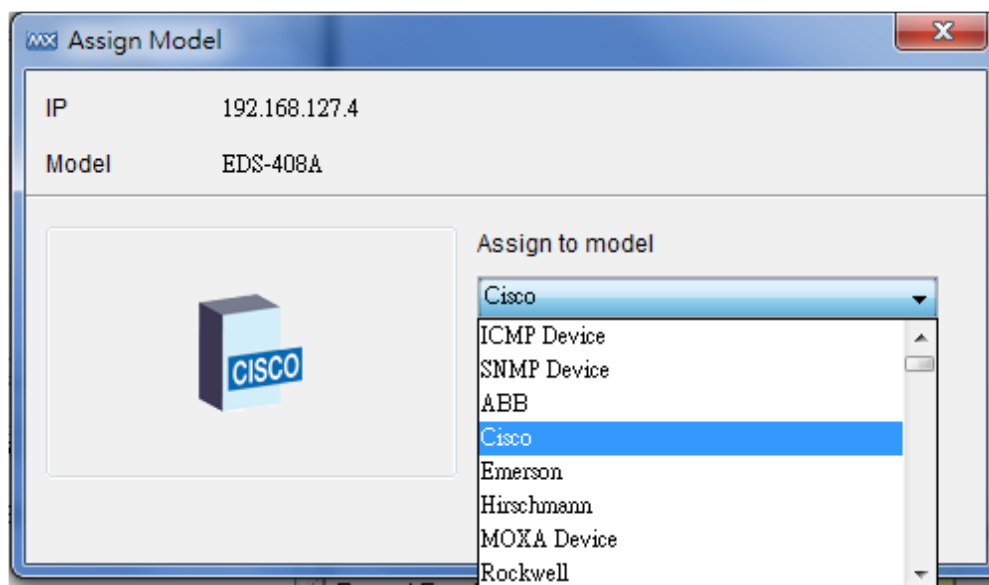 MX Assign Model
IP 192.168.127.4
Model EDS-408A
Assign to model
Cisco
CISCO
ICMP Device
SNMP Device
ABB
Cisco
Emerson
Hirschmann
MOXA Device
Rockwell